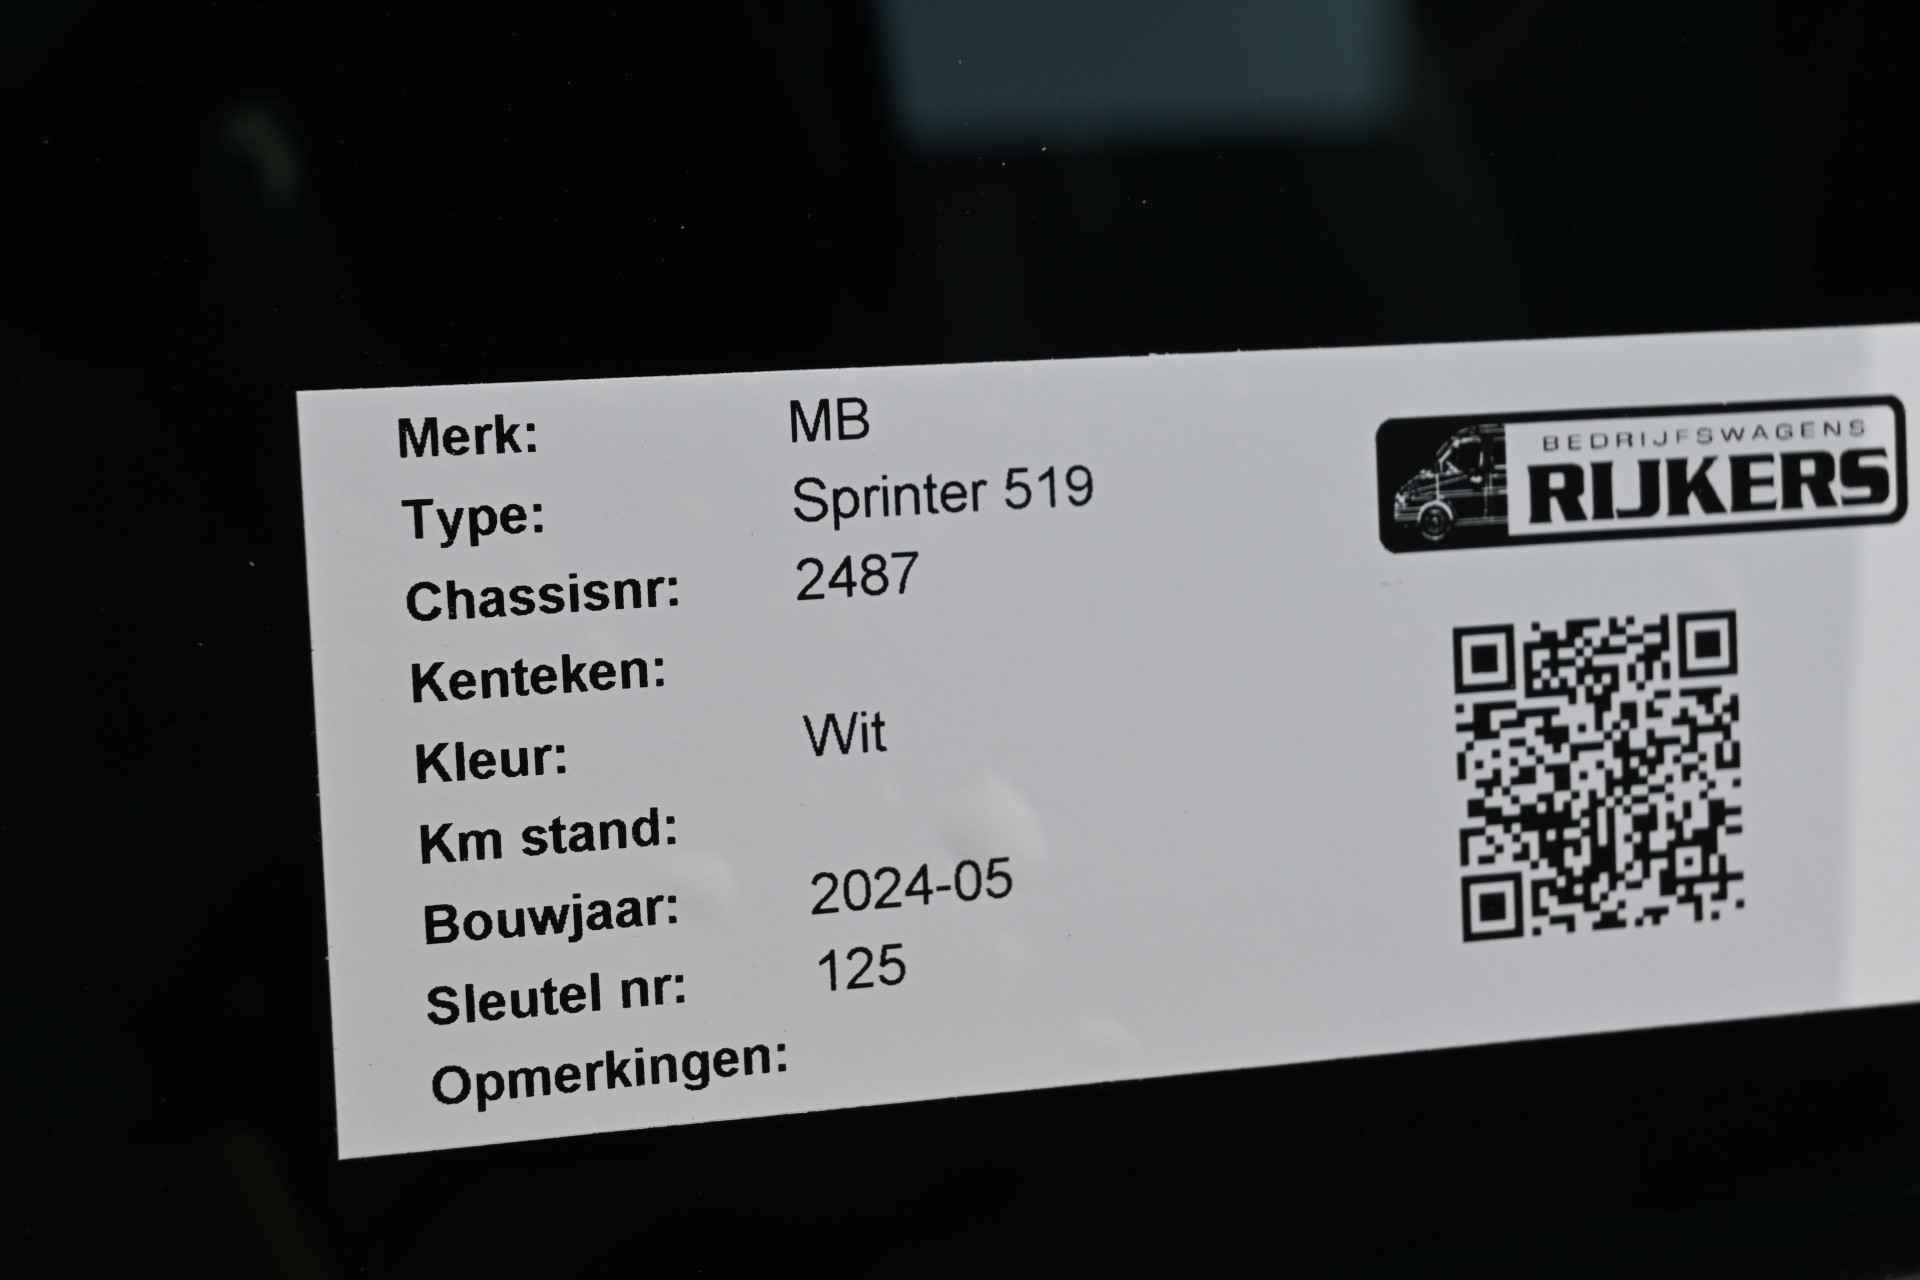 Merk: MB
Type: Sprinter 519
Chassisnr: 2487
Kenteken:
Kleur: Wit
Km stand:
Bouwjaar: 2024-05
Sleutel nr: 125
Opmerkingen:
BEDRIJFSWAGENS
RIJKERS